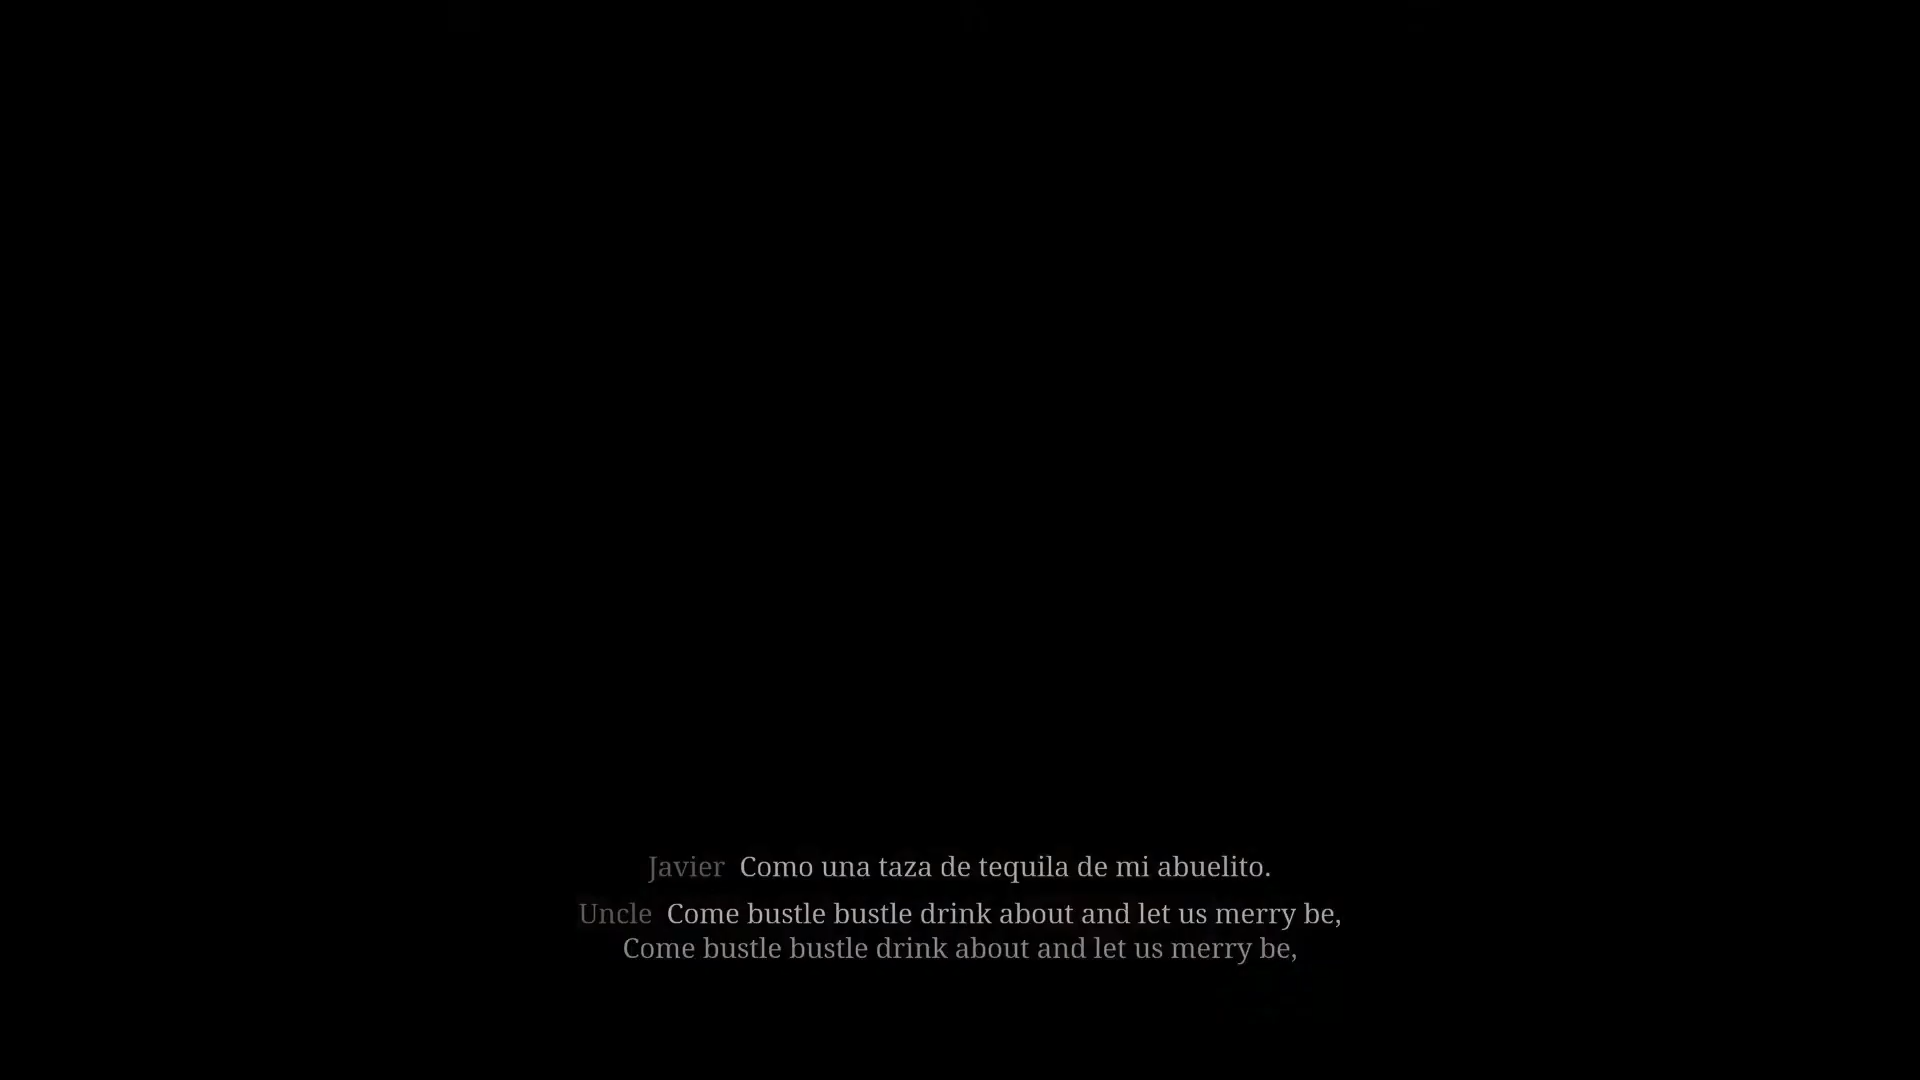 Javier Como una taza de tequila de mi abuelito.
Uncle Come bustle bustle drink about and let us merry be,
Come bustle bustle drink about and let us merry be,